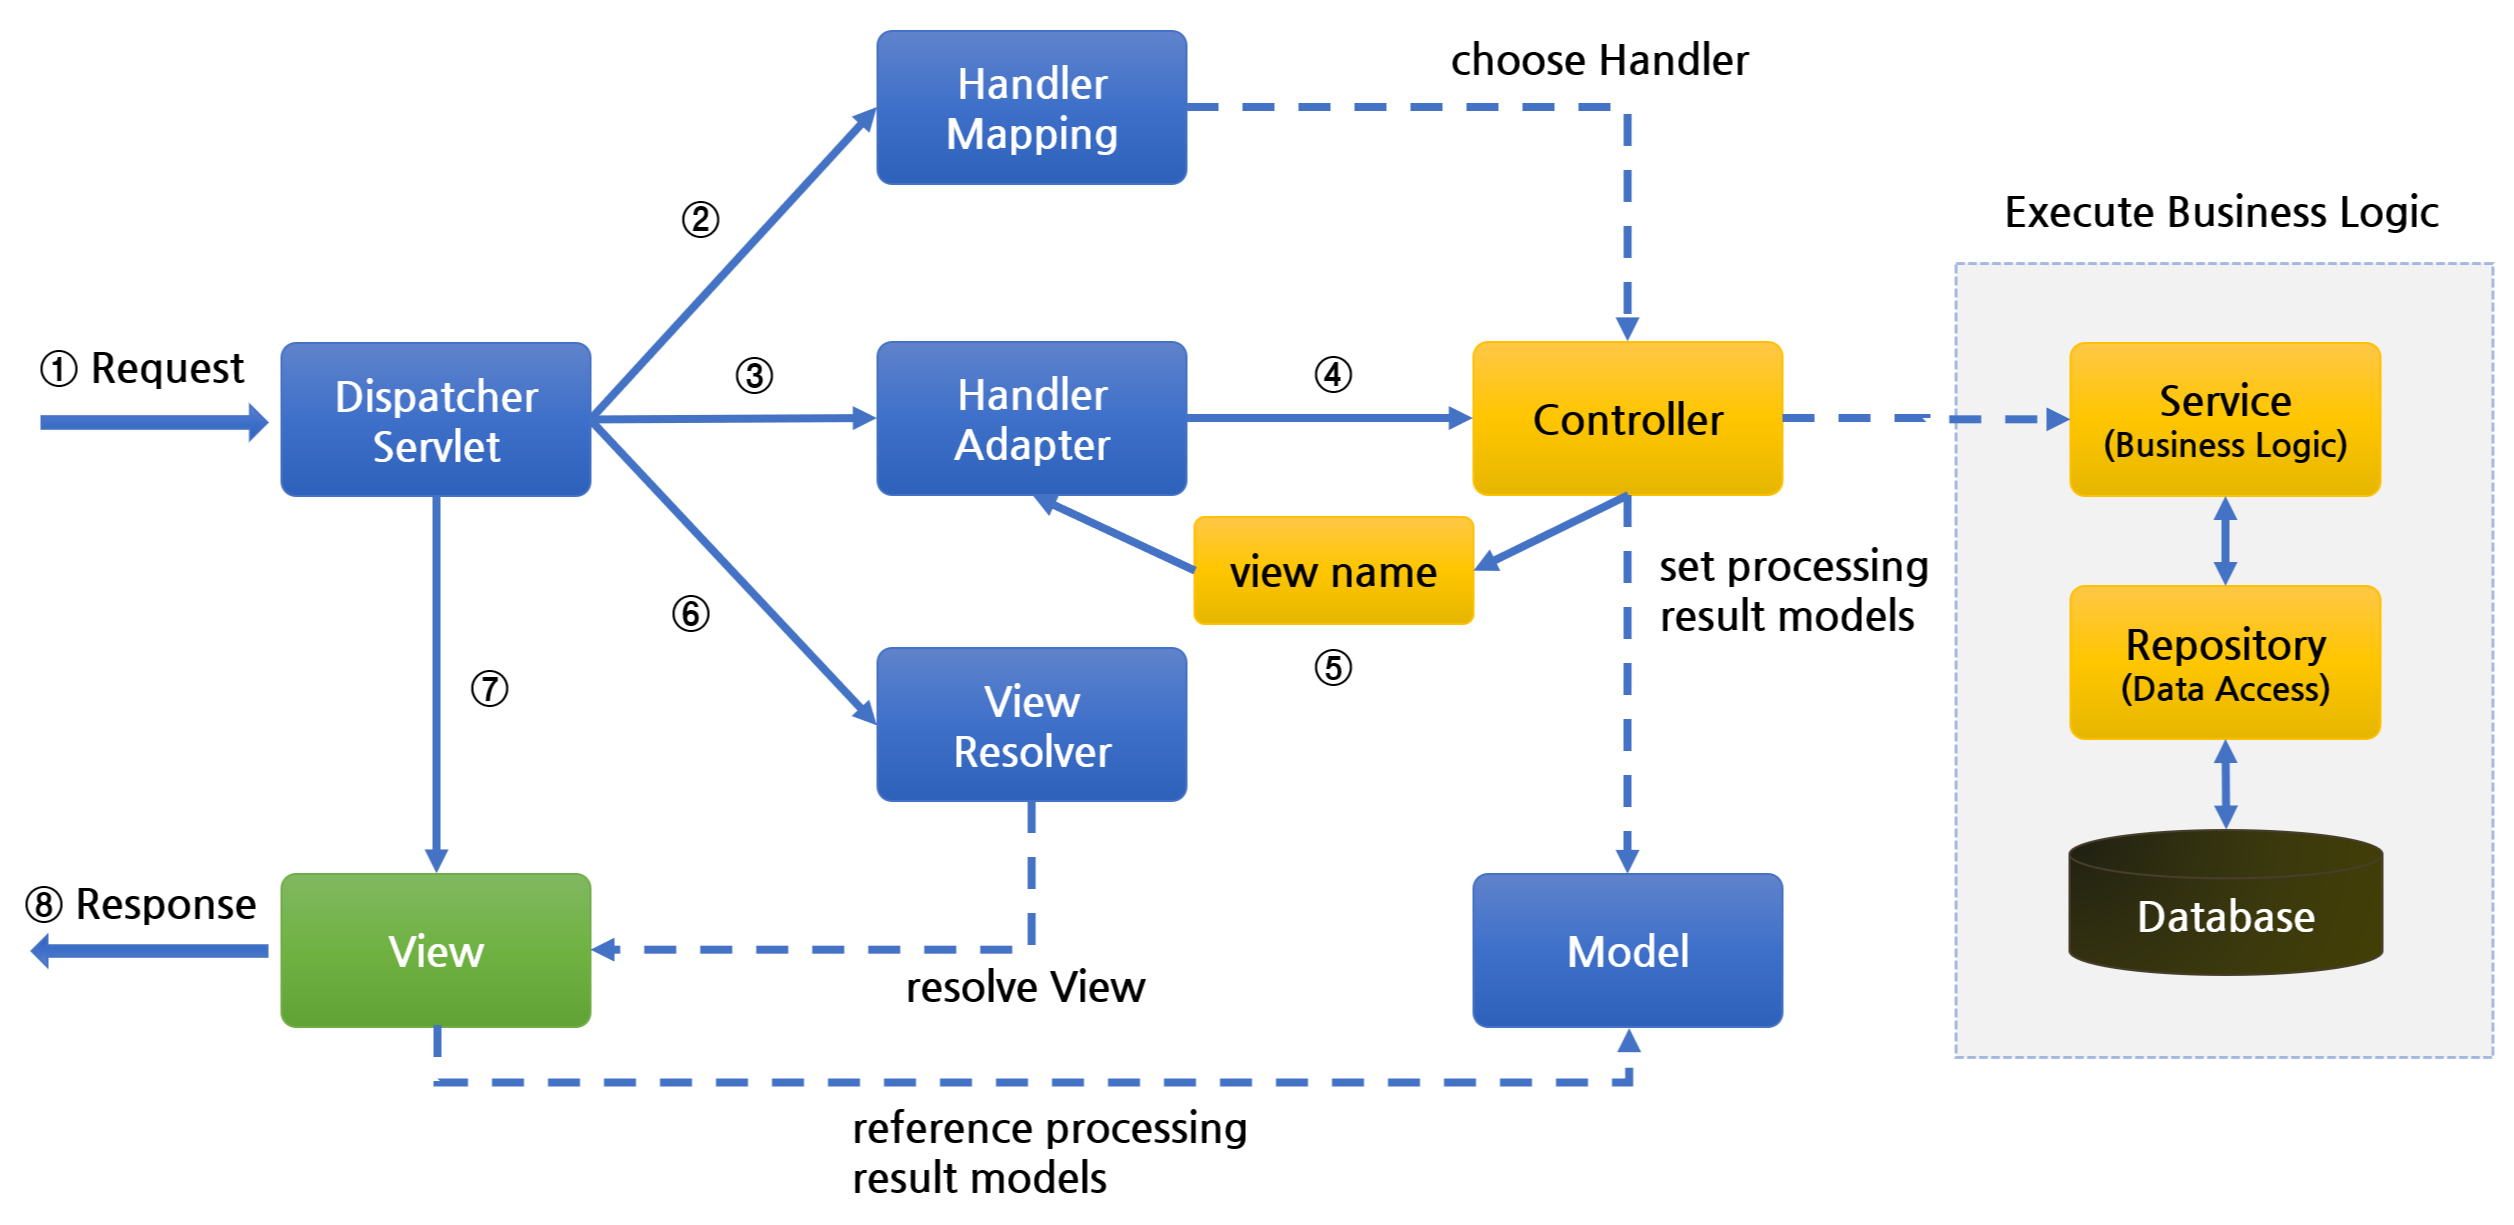 Handler
Mapping
choose Handler
②
Execute Business Logic
① Request
Dispatcher
Servlet
③
Handler
Adapter
④
Controller
Service
(Business Logic)
view name
⑤
set processing
result models
Repository
(Data Access)
⑥
⑦
View
Resolver
⑧ Response
View
resolve View
Model
Database
reference processing
result models